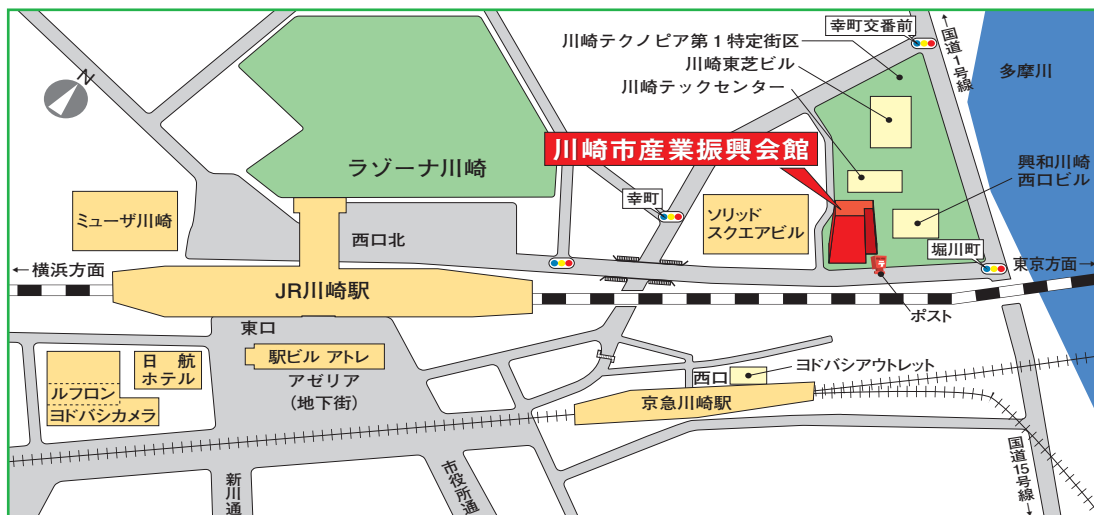 N
川崎テクノピア第1特定街区
川崎東芝ビル
川崎テックセンター
幸町交番前
←国道1号線
多摩川
川崎市産業振興会館
ラゾーナ川崎
興和川崎
西口ビル
幸町
ソリッド
スクエアビル
ミューザ川崎
西口北
堀川町
←横浜方面
東京方面→
JR川崎駅
ポスト
東口
日航
ホテル
駅ビル アトレ
アゼリア
(地下街)
ルフロン
ヨドバシカメラ
西口
ヨドバシアウトレット
京急川崎駅
新川通
市役所通
国道15号線→